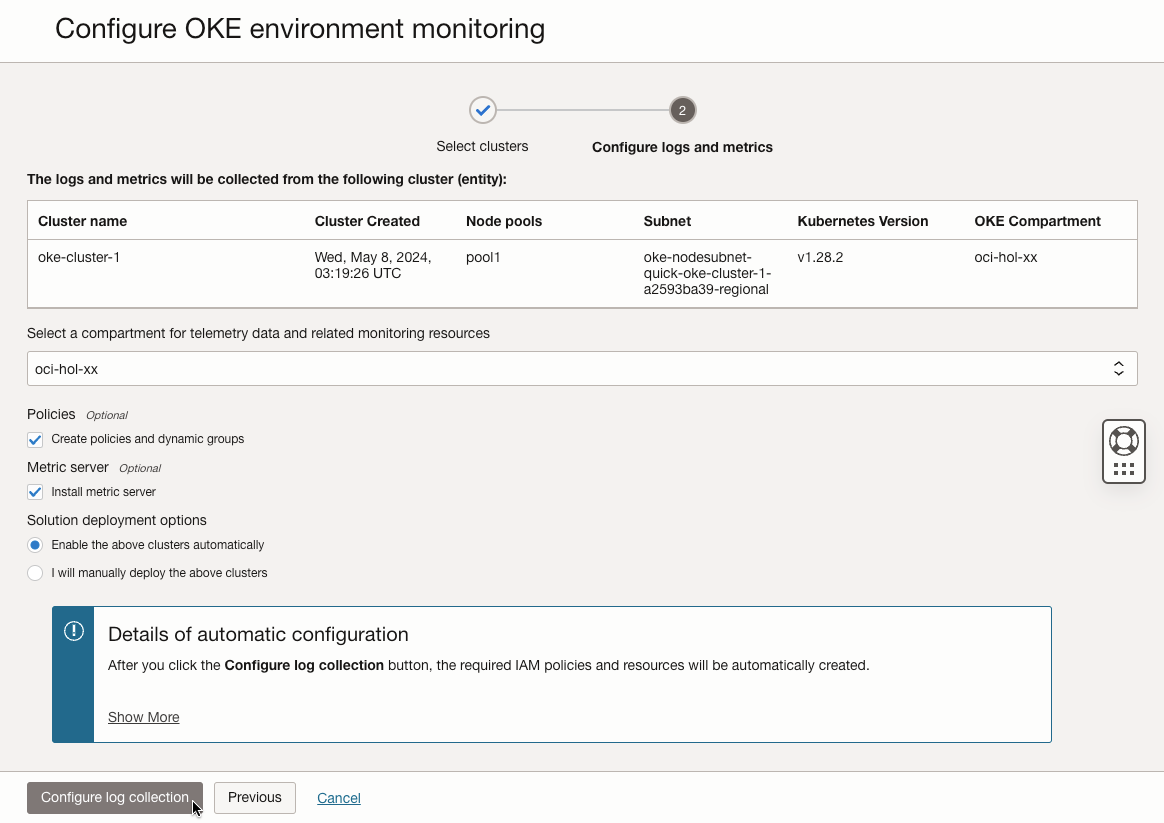 Configure OKE environment monitoring
2
Select clusters
Configure logs and metrics
The logs and metrics will be collected from the following cluster (entity):
Cluster name Cluster Created Node pools Subnet Kubernetes Version OKE Compartment
oke-cluster-1 Wed, May 8, 2024, pool1 oke-nodesubnet- v1.28.2 oci-hol-xx
03:19:26 UTC quick-oke-cluster-1-
a2593ba39-regional
Select a compartment for telemetry data and related monitoring resources
oci-hol-xx
Policies Optional
Create policies and dynamic groups
Metric server Optional
Install metric server
Solution deployment options
Enable the above clusters automatically
I will manually deploy the above clusters
Details of automatic configuration
After you click the Configure log collection button, the required IAM policies and resources will be automatically created.
Show More
Configure log collection Previous Cancel